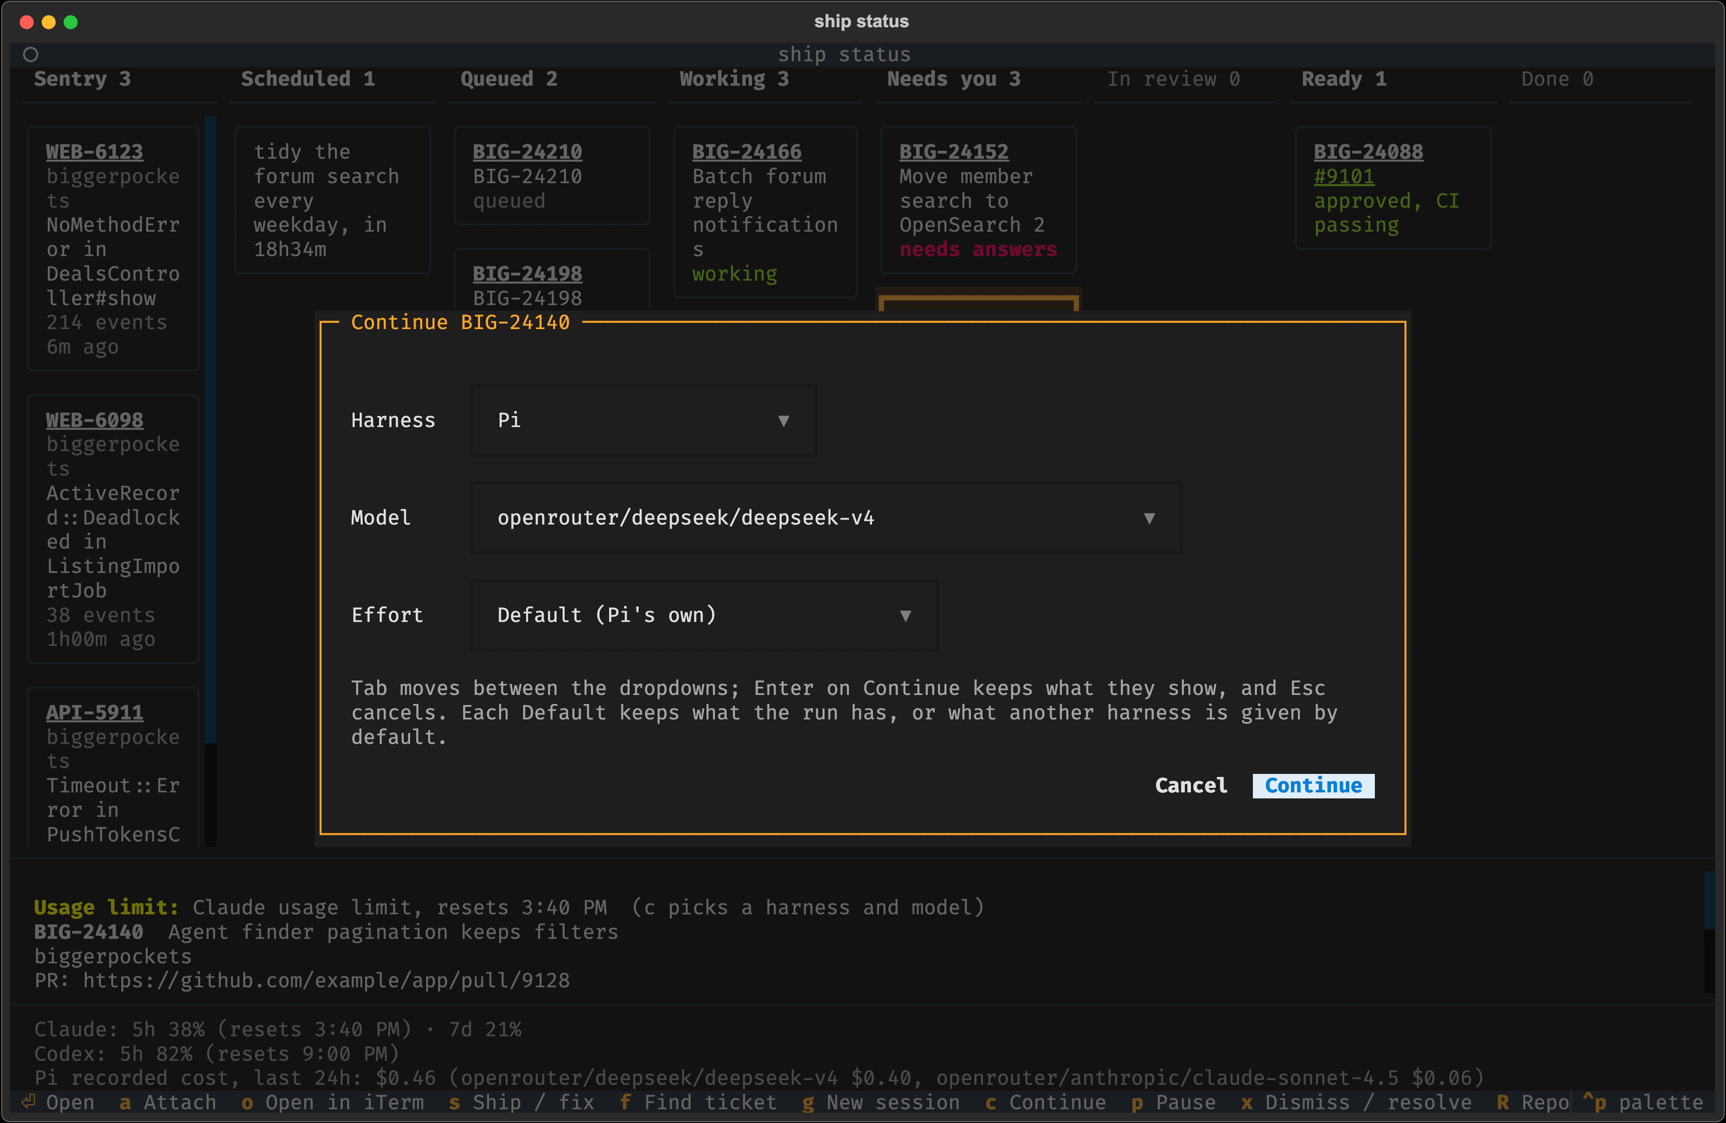 ship status
ship status
Sentry 3
Scheduled 1
Queued 2
Working 3
Needs you 3
In review 0
Ready 1
Done 0
WEB-6123
biggerpocke
ts
NoMethodErr
or in
DealsContro
ller#show
214 events
6m ago
WEB-6098
biggerpocke
ts
ActiveRecor
d::Deadlock
ed in
ListingImpo
rtJob
38 events
1h00m ago
API-5911
biggerpocke
ts
Timeout::Er
ror in
PushTokensC
tidy the
forum search
every
weekday, in
18h34m
BIG-24210
BIG-24210
queued
BIG-24198
BIG-24198
BIG-24166
Batch forum
reply
notification
s
working
BIG-24152
Move member
search to
OpenSearch 2
needs answers
BIG-24088
#9101
approved, CI
passing
Continue BIG-24140
Harness
Pi ▼
Model
openrouter/deepseek/deepseek-v4 ▼
Effort
Default (Pi's own) ▼
Tab moves between the dropdowns; Enter on Continue keeps what they show, and Esc
cancels. Each Default keeps what the run has, or what another harness is given by
default.
Cancel
Continue
Usage limit: Claude usage limit, resets 3:40 PM (c picks a harness and model)
BIG-24140 Agent finder pagination keeps filters
biggerpockets
PR: https://github.com/example/app/pull/9128
Claude: 5h 38% (resets 3:40 PM) · 7d 21%
Codex: 5h 82% (resets 9:00 PM)
Pi recorded cost, last 24h: $0.46 (openrouter/deepseek/deepseek-v4 $0.40, openrouter/anthropic/claude-sonnet-4.5 $0.06)
⏎ Open a Attach o Open in iTerm s Ship / fix f Find ticket g New session c Continue p Pause x Dismiss / resolve R Repo ^p palette